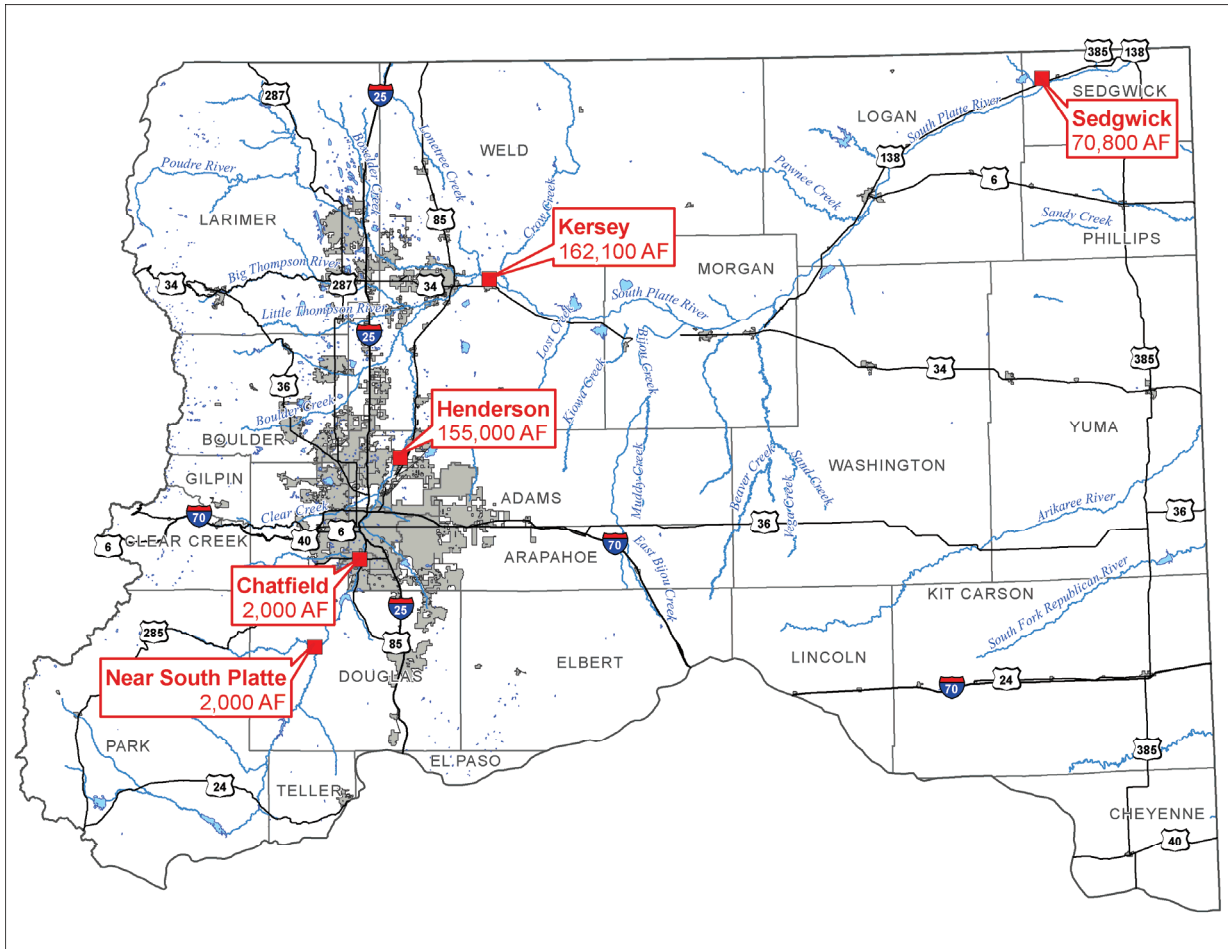 385
138
287
25
SEDGWICK
LOGAN
South Platte River
Sedgwick
70,800 AF
Boxelder Creek
Lonetree Creek
WELD
Poudre River
138
Pawnee Creek
6
Crow Creek
LARIMER
85
Sandy Creek
Kersey
162,100 AF
PHILLIPS
Big Thompson River
MORGAN
34
287
34
South Platte River
Little Thompson River
25
Lost Creek
Bijou Creek
385
Kiowa Creek
34
36
Henderson
155,000 AF
Boulder Creek
YUMA
BOULDER
WASHINGTON
GILPIN
Muddy Creek
Beaver Creek
Sand Creek
ADAMS
Vega Creek
Clear Creek
Arikaree River
70
6
36
36
6
CLEAR CREEK
40
ARAPAHOE
70
East Bijou Creek
Chatfield
2,000 AF
South Fork Republican River
KIT CARSON
25
285
85
LINCOLN
Near South Platte
2,000 AF
ELBERT
DOUGLAS
24
70
PARK
385
EL PASO
24
TELLER
CHEYENNE
40